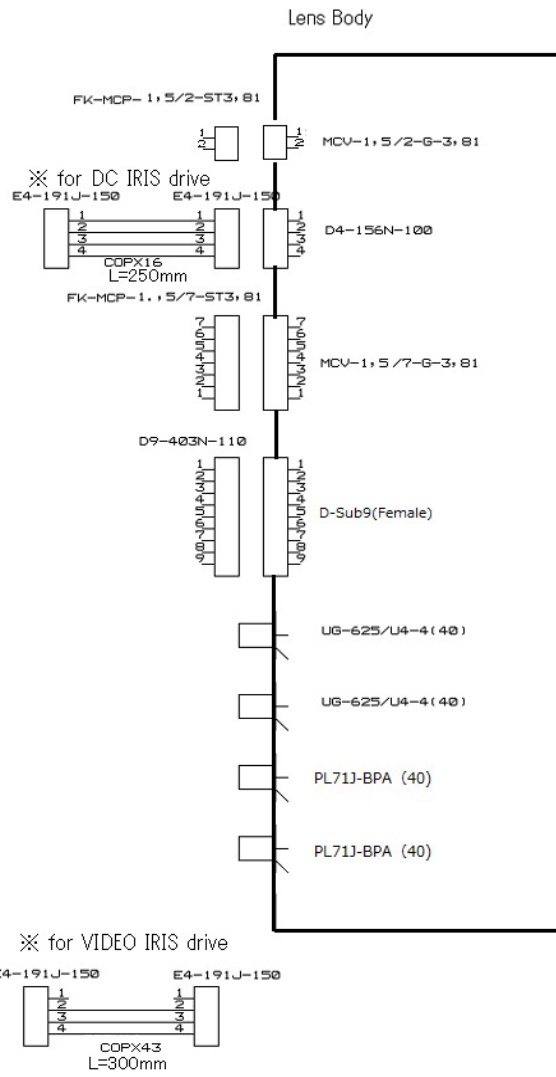 Lens Body
FK-MCP-1,5/2-ST3,81
1
2
1
2
MCV-1,5/2-G-3,81
※ for DC IRIS drive
E4-191J-150 E4-191J-150
1
2
3
4
1
2
3
4
1
2
3
4
D4-156N-100
COPX16
L=250mm
FK-MCP-1.,5/7-ST3,81
7
6
5
4
3
2
1
7
6
5
4
3
2
1
MCV-1,5/7-G-3,81
D9-403N-110
1
2
3
4
5
6
7
8
9
1
2
3
4
5
6
7
8
9
D-Sub9(Female)
UG-625/U4-4(40)
UG-625/U4-4(40)
PL71J-BPA (40)
PL71J-BPA (40)
※ for VIDEO IRIS drive
E4-191J-150 E4-191J-150
1
2
3
4
1
2
3
4
COPX43
L=300mm